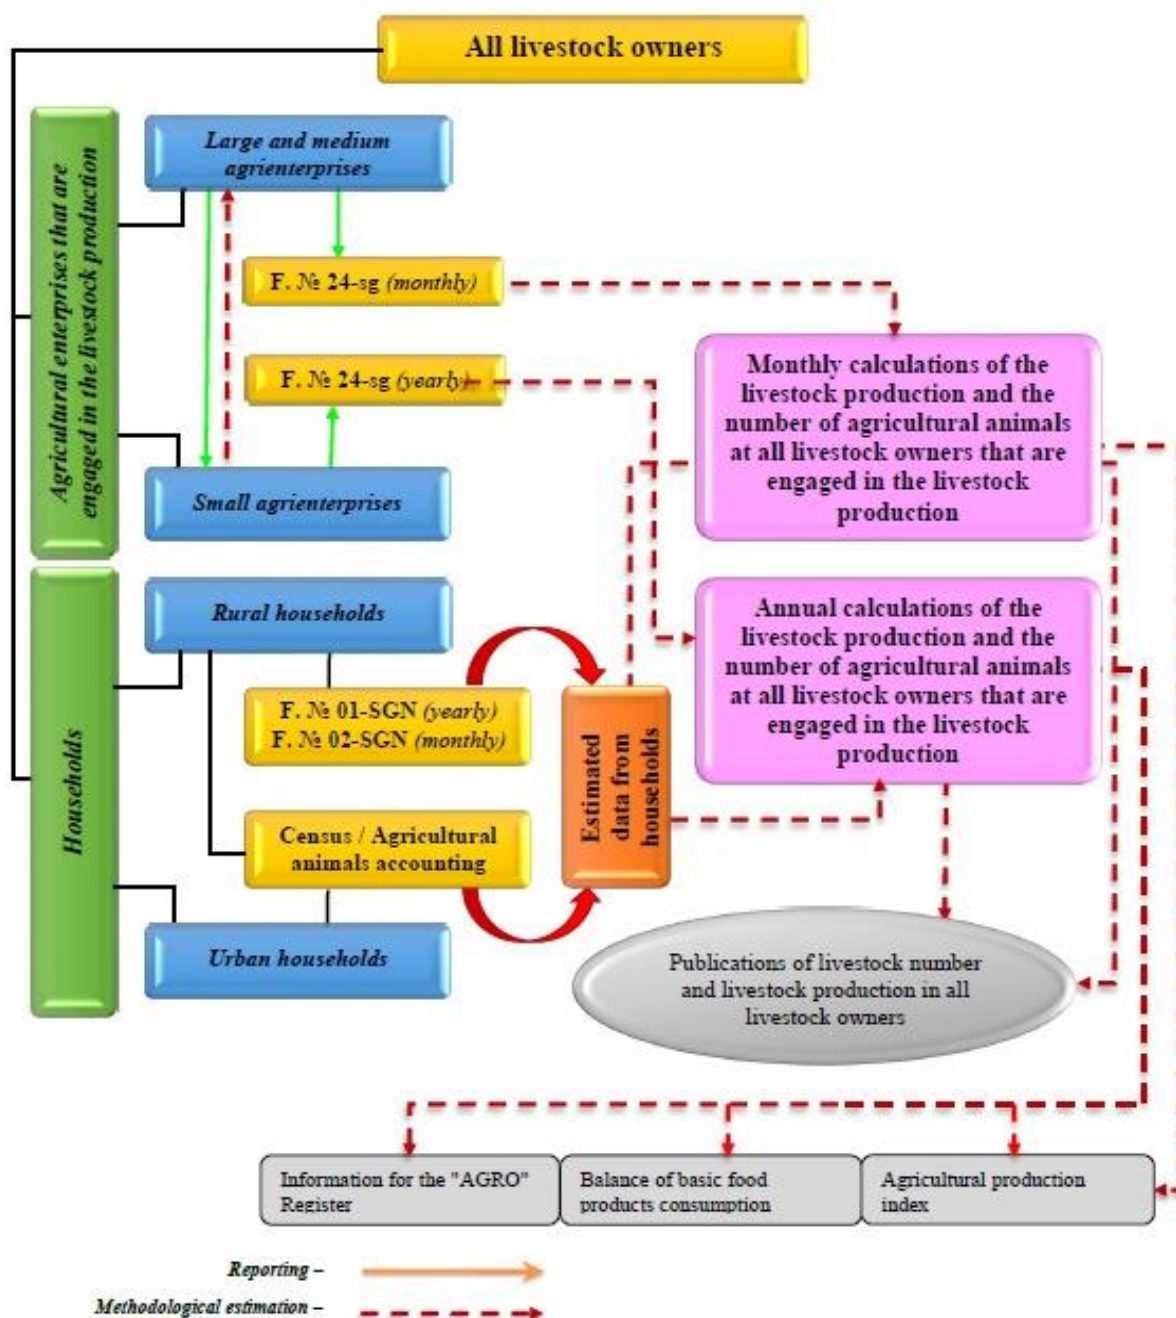 All livestock owners
Agricultural enterprises that are
engaged in the livestock production
Large and medium
agrienterprises
F. № 24-sg (monthly)
F. № 24-sg (yearly)
Small agrienterprises
Monthly calculations of the
livestock production and the
number of agricultural animals
at all livestock owners that are
engaged in the livestock
production
Households
Rural households
F. № 01-SGN (yearly)
F. № 02-SGN (monthly)
Census / Agricultural
animals accounting
Urban households
Estimated
data from
households
Annual calculations of the
livestock production and the
number of agricultural animals
at all livestock owners that are
engaged in the livestock
production
Publications of livestock number
and livestock production in all
livestock owners
Information for the "AGRO"
Register
Balance of basic food
products consumption
Agricultural production
index
Reporting –
Methodological estimation –